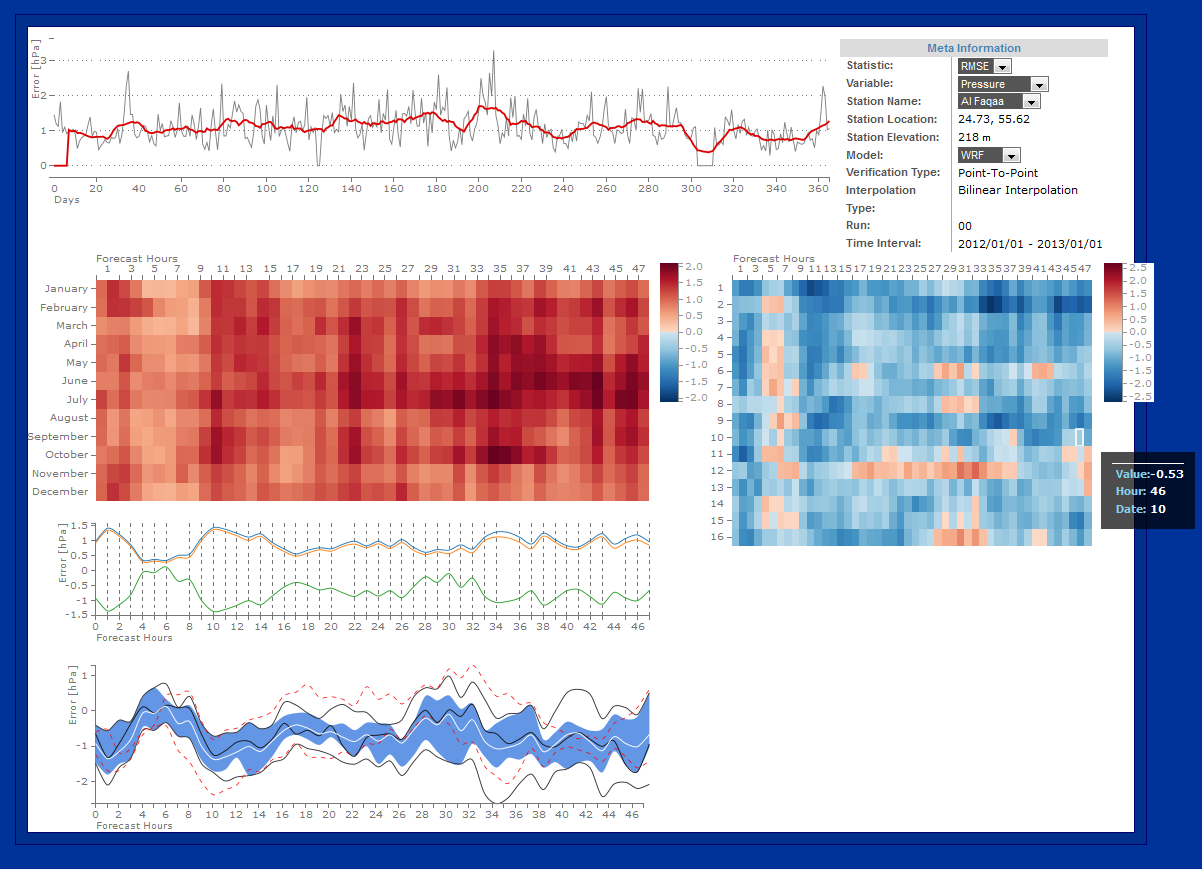 Error [hPa]
3
2
1
0
0 20 40 60 80 100 120 140 160 180 200 220 240 260 280 300 320 340 360
Days
Meta Information
Statistic: RMSE
Variable: Pressure
Station Name: Al Faqaa
Station Location: 24.73, 55.62
Station Elevation: 218 m
Model: WRF
Verification Type: Point-To-Point
Interpolation Bilinear Interpolation
Type:
Run: 00
Time Interval: 2012/01/01 - 2013/01/01
Forecast Hours
1 3 5 7 9 11 13 15 17 19 21 23 25 27 29 31 33 35 37 39 41 43 45 47
January
February
March
April
May
June
July
August
September
October
November
December
2.0
1.5
1.0
0.5
0.0
-0.5
-1.0
-1.5
-2.0
Forecast Hours
1 3 5 7 9 11 13 15 17 19 21 23 25 27 29 31 33 35 37 39 41 43 45 47
1
2
3
4
5
6
7
8
9
10
11
12
13
14
15
16
2.5
2.0
1.5
1.0
0.5
0.0
-0.5
-1.0
-1.5
-2.0
-2.5
Value:-0.53
Hour: 46
Date: 10
Error [hPa]
1.5
1
0.5
0
-0.5
-1
-1.5
0 2 4 6 8 10 12 14 16 18 20 22 24 26 28 30 32 34 36 38 40 42 44 46
Forecast Hours
Error [hPa]
1
0
-1
-2
0 2 4 6 8 10 12 14 16 18 20 22 24 26 28 30 32 34 36 38 40 42 44 46
Forecast Hours